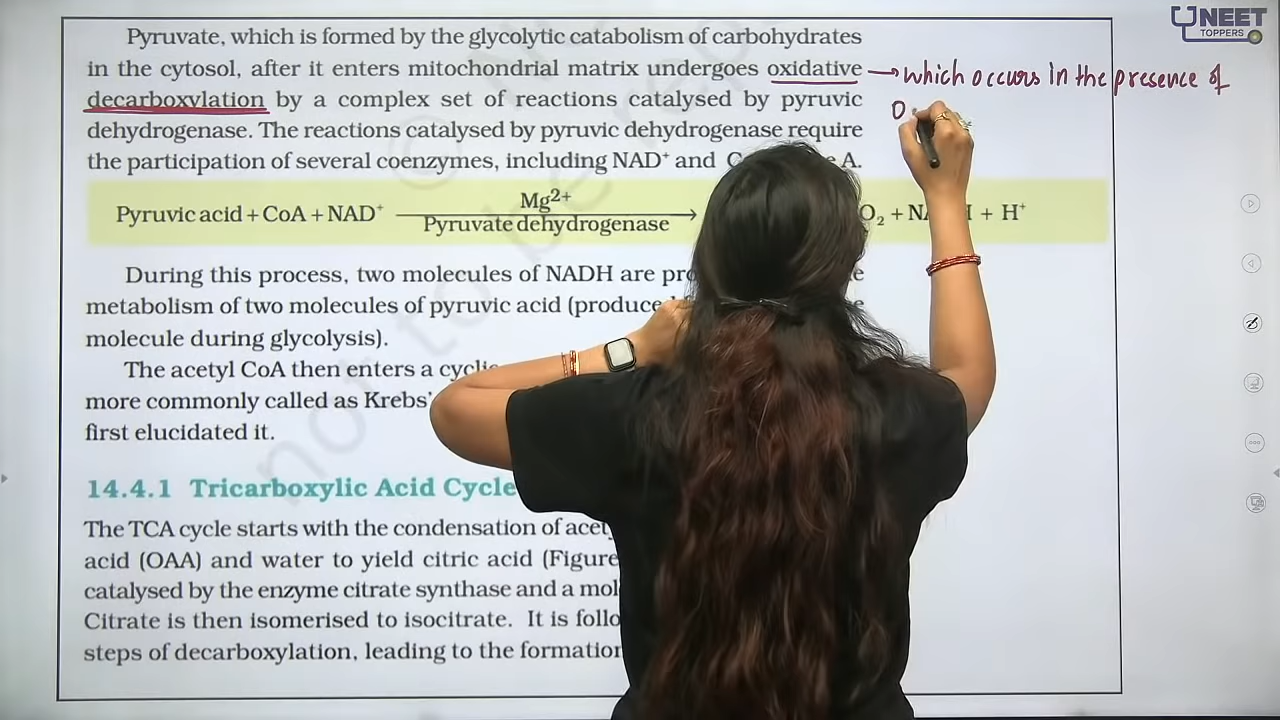 NEET
TOPPERS
Pyruvate, which is formed by the glycolytic catabolism of carbohydrates
in the cytosol, after it enters mitochondrial matrix undergoes oxidative → which occurs in the presence of
decarboxylation by a complex set of reactions catalysed by pyruvic O
dehydrogenase. The reactions catalysed by pyruvic dehydrogenase require
the participation of several coenzymes, including NAD⁺ and A.
Mg2+
Pyruvic acid + CoA + NAD⁺ → O₂ + + H⁺
Pyruvate dehydrogenase
During this process, two molecules of NADH are
metabolism of two molecules of pyruvic acid
molecule during glycolysis).
The acetyl CoA then enters a
more commonly called as Krebs'
first elucidated it.
14.4.1 Tricarboxylic Acid Cycle
The TCA cycle starts with the condensation of
acid (OAA) and water to yield citric acid (Figure
catalysed by the enzyme citrate synthase and a
Citrate is then isomerised to isocitrate. It is
steps of decarboxylation, leading to the